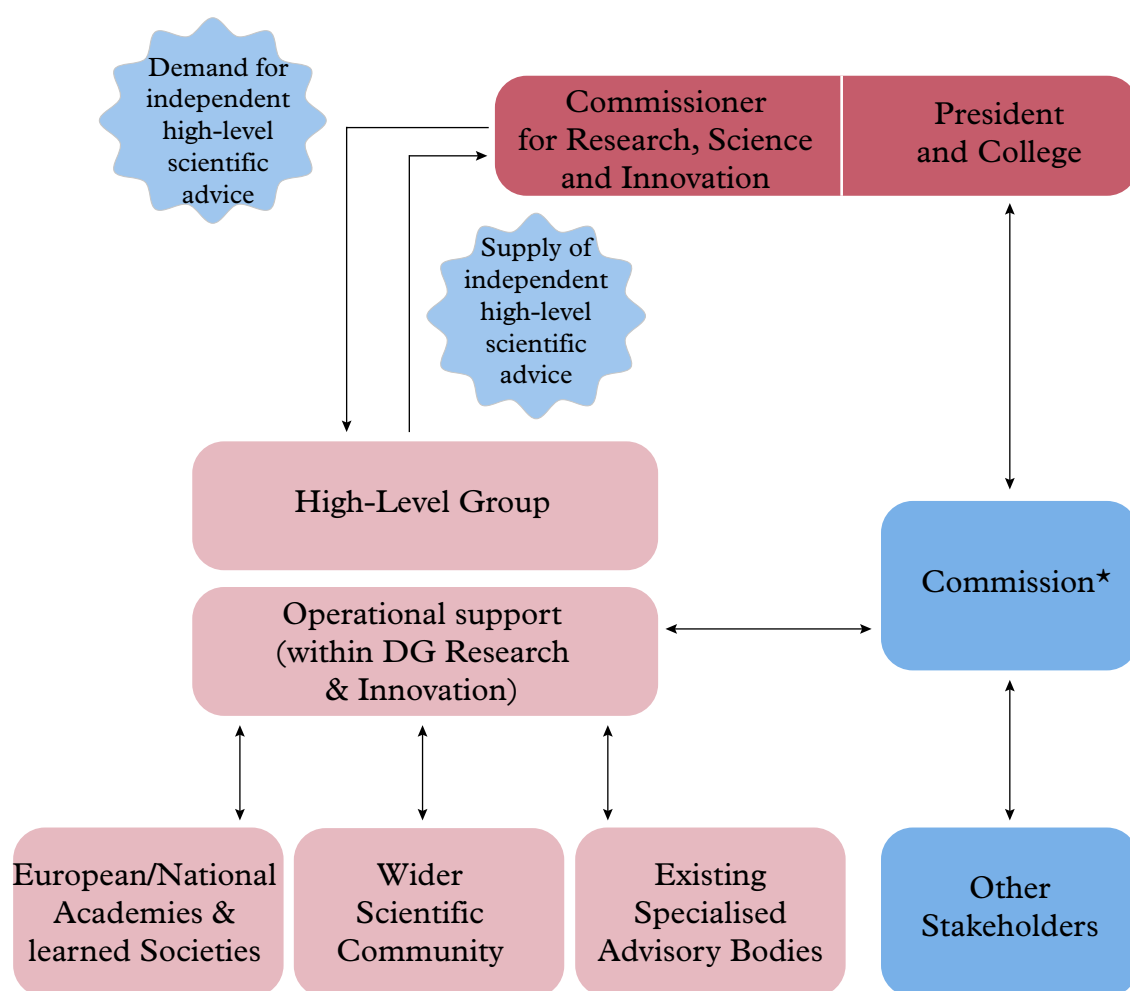 Demand for
independent
high-level
scientific
advice
Commissioner
for Research, Science
and Innovation
President
and College
Supply of
independent
high-level
scientific
advice
High-Level Group
Commission★
Operational support
(within DG Research
& Innovation)
European/National
Academies &
learned Societies
Wider
Scientific
Community
Existing
Specialised
Advisory Bodies
Other
Stakeholders